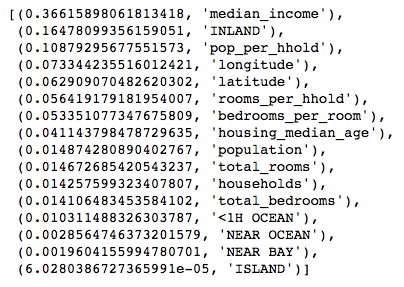 [(0.36615898061813418, 'median_income'),
(0.16478099356159051, 'INLAND'),
(0.10879295677551573, 'pop_per_hhold'),
(0.073344235516012421, 'longitude'),
(0.062909070482620302, 'latitude'),
(0.056419179181954007, 'rooms_per_hhold'),
(0.053351077347675809, 'bedrooms_per_room'),
(0.041143798478729635, 'housing_median_age'),
(0.014874280890402767, 'population'),
(0.014672685420543237, 'total_rooms'),
(0.014257599323407807, 'households'),
(0.014106483453584102, 'total_bedrooms'),
(0.010311488326303787, '<1H OCEAN'),
(0.0028564746373201579, 'NEAR OCEAN'),
(0.0019604155994780701, 'NEAR BAY'),
(6.0280386727365991e-05, 'ISLAND')]